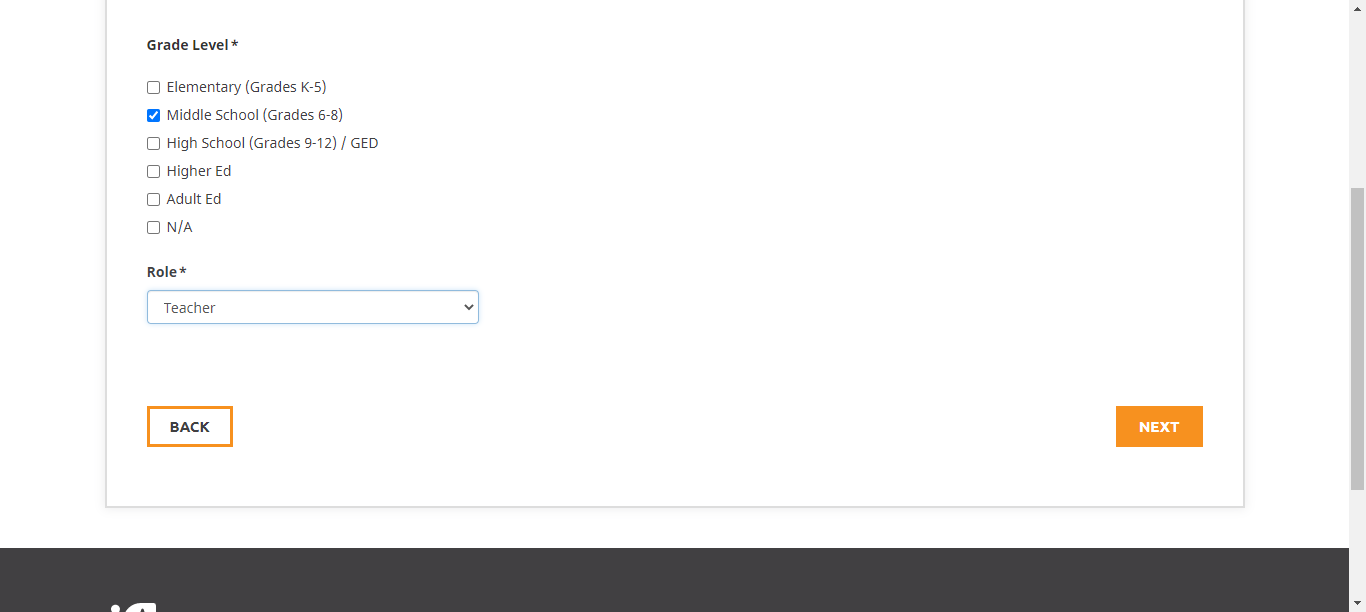 Grade Level *
Elementary (Grades K-5)
Middle School (Grades 6-8)
High School (Grades 9-12) / GED
Higher Ed
Adult Ed
N/A
Role *
Teacher
BACK
NEXT